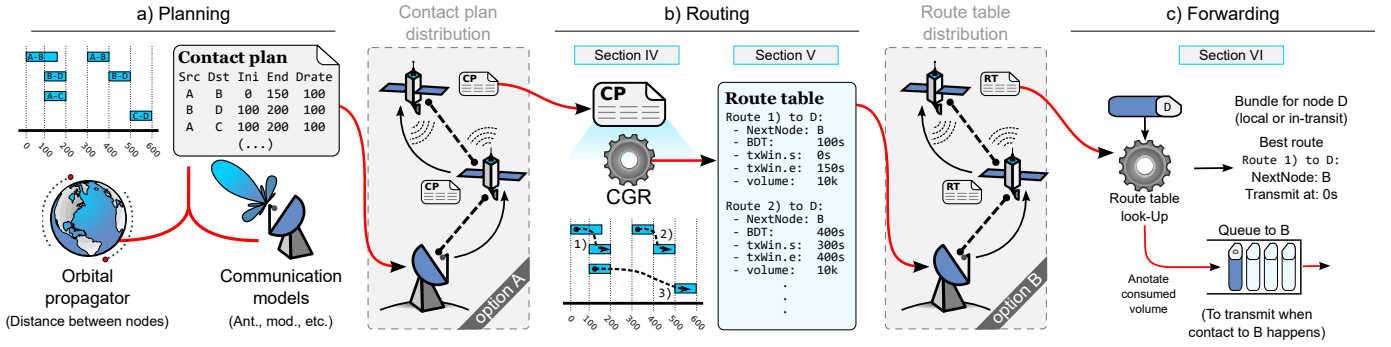 a) Planning
A-B
A-B
B-D
B-D
A-C
C-D
0
100
200
300
400
500
600
Contact plan
Src Dst Ini End Drate
A B 0 150 100
B D 100 200 100
A C 100 200 100
(...)
Orbital
propagator
(Distance between nodes)
Communication
models
(Ant., mod., etc.)
Contact plan
distribution
CP
CP
option A
b) Routing
Section IV
CP
CGR
1)
2)
3)
0
100
200
300
400
500
600
Section V
Route table
Route 1) to D:
- NextNode: B
- BDT: 100s
- txWin.s: 0s
- txWin.e: 150s
- volume: 10k
Route 2) to D:
- NextNode: B
- BDT: 400s
- txWin.s: 300s
- txWin.e: 400s
- volume: 10k
.
.
.
Route table
distribution
RT
RT
option B
c) Forwarding
Section VI
D
Bundle for node D
(local or in-transit)
Route table
look-Up
Best route
Route 1) to D:
NextNode: B
Transmit at: 0s
Queue to B
D
Anotate
consumed
volume
(To transmit when
contact to B happens)